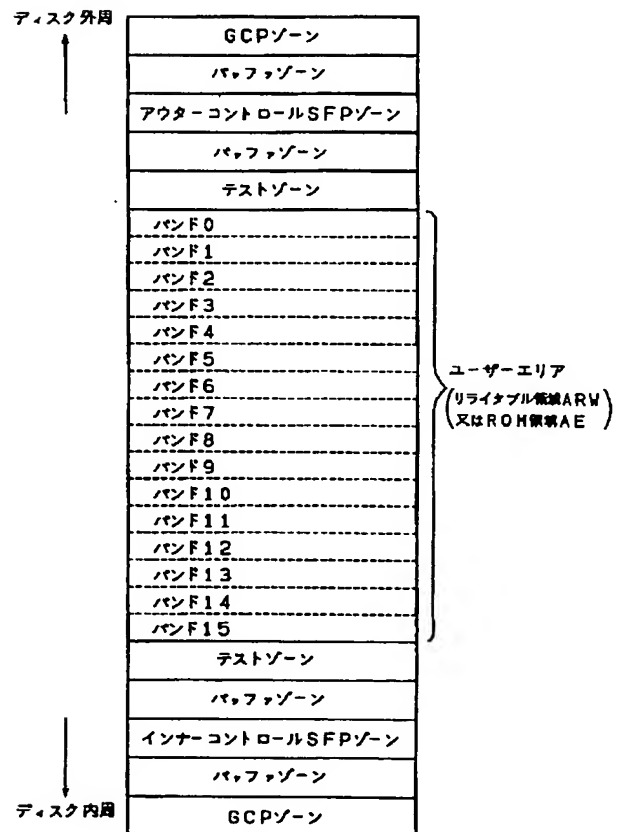 ディスク外周
GCPゾーン
バッファゾーン
アウターコントロールSFPゾーン
バッファゾーン
テストゾーン
バンド0
バンド1
バンド2
バンド3
バンド4
バンド5
バンド6
バンド7
バンド8
バンド9
バンド10
バンド11
バンド12
バンド13
バンド14
バンド15
ユーザーエリア
(リライタブル領域ARW
又はROM領域AE)
テストゾーン
バッファゾーン
インナーコントロールSFPゾーン
バッファゾーン
ディスク内周
GCPゾーン